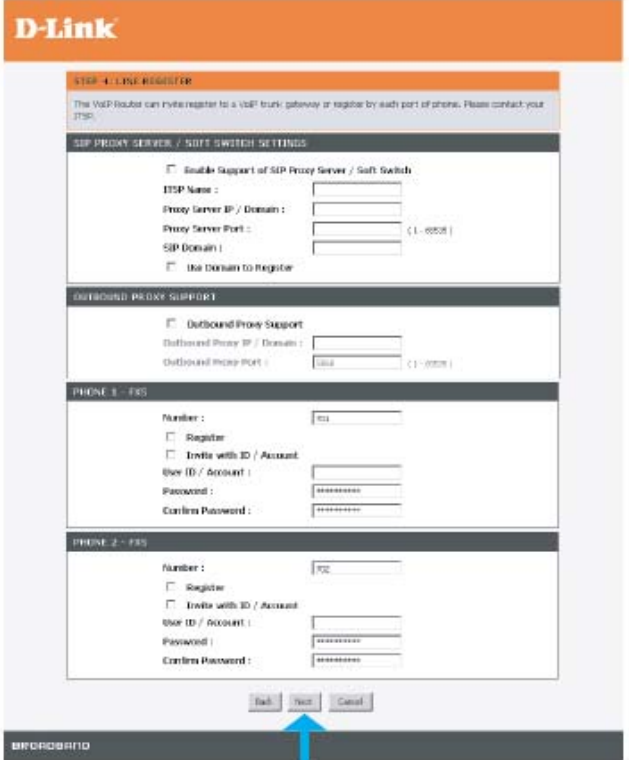 D-Link
STEP 4: LINE REGISTER
The VoIP Router can invite register to a VoIP trunk gateway or register by each port of phone. Please contact your
ITSP.
SIP PROXY SERVER / SOFT SWITCH SETTINGS
Enable Support of SIP Proxy Server / Soft Switch
ITSP Name :
Proxy Server IP / Domain :
Proxy Server Port :
( 1 - 65535 )
SIP Domain :
Use Domain to Register
OUTBOUND PROXY SUPPORT
Outbound Proxy Support
Outbound Proxy IP / Domain :
Outbound Proxy Port :
( 1 - 65535 )
PHONE 1 - FXS
Number : 701
Register
Invite with ID / Account
User ID / Account :
Password : **********
Confirm Password : **********
PHONE 2 - FXS
Number : 702
Register
Invite with ID / Account
User ID / Account :
Password : **********
Confirm Password : **********
Back Next Cancel
BROADBAND